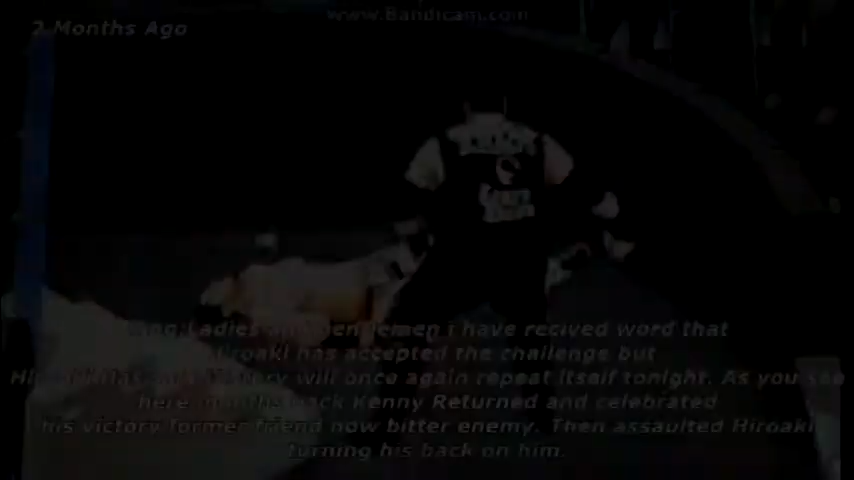 www.Bandicam.com
2 Months Ago
Ladies and Gentlemen i have recived word that
Hiroaki has accepted the challenge but
will once again repeat itself tonight. As you see
here months back Kenny Returned and celebrated
his victory former friend now bitter enemy. Then assaulted Hiroaki
turning his back on him.